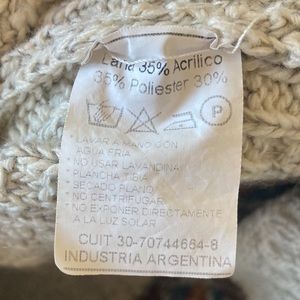 Lana 35% Acrilico
35% Poliester 30%
P
* LAVAR A MANO CON
AGUA FRIA
* NO USAR LAVANDINA
* PLANCHA TIBIA
* SECADO PLANO
* NO CENTRIFUGAR
* NO EXPONER DIRECTAMENTE
A LA LUZ SOLAR
CUIT 30-70744664-8
INDUSTRIA ARGENTINA